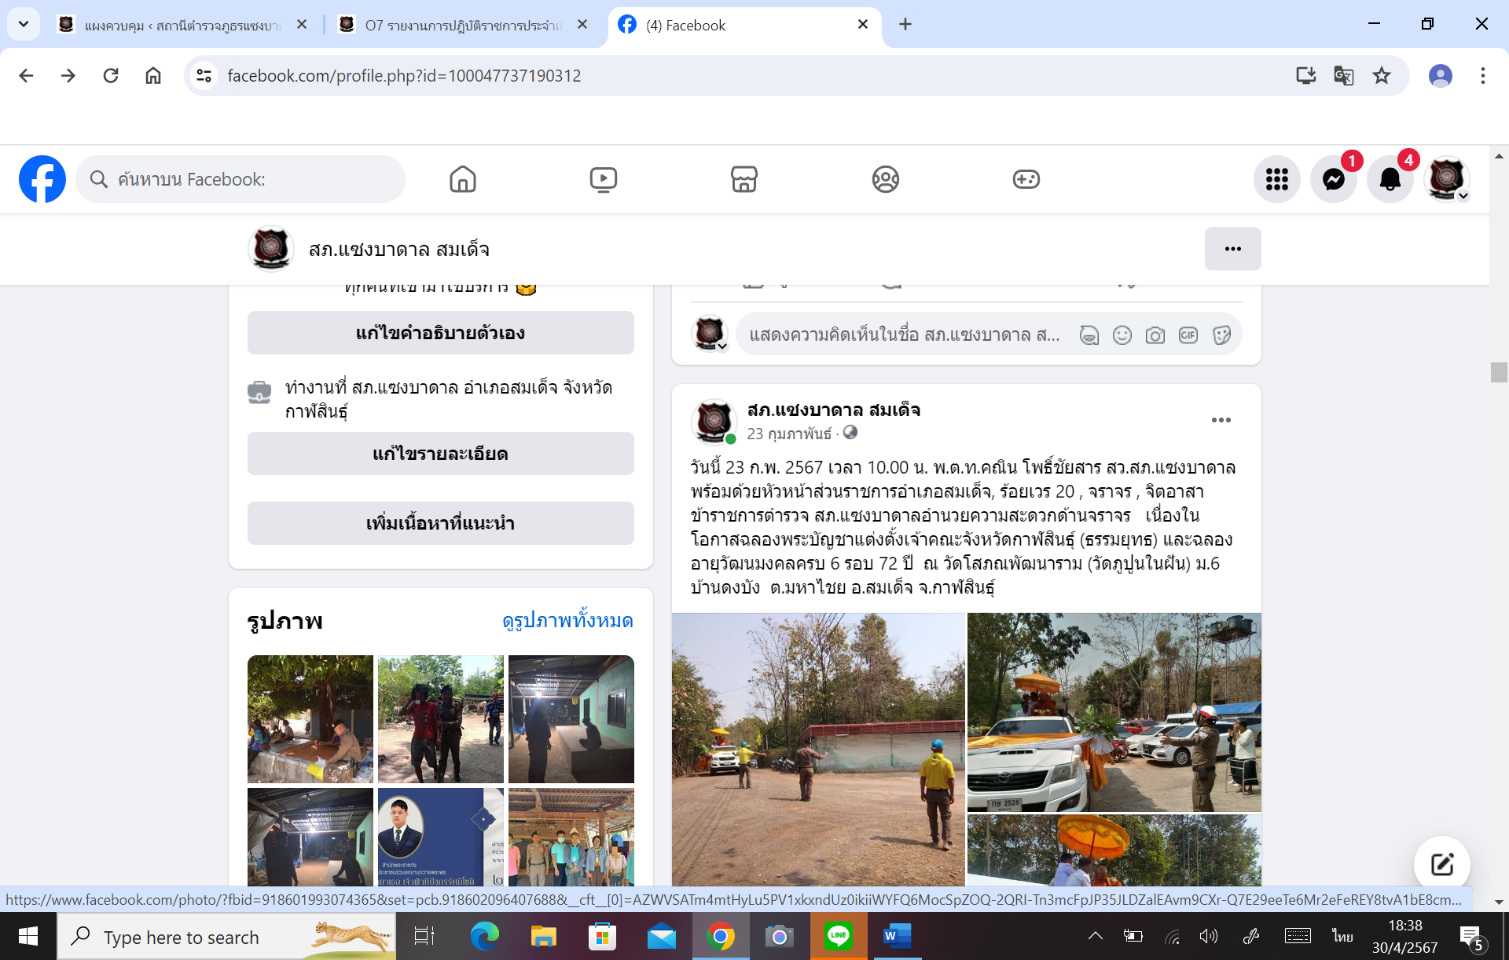 แผงควบคุม ‹ สถานีตำรวจภูธรแซงบาดา
O7 รายงานการปฏิบัติราชการประจำเ
(4) Facebook
facebook.com/profile.php?id=100047737190312
ค้นหาบน Facebook:
1
4
สภ.แซงบาดาล สมเด็จ
ทุกคนที่เข้ามาใช้บริการ
แก้ไขคำอธิบายตัวเอง
ทำงานที่ สภ.แซงบาดาล อำเภอสมเด็จ จังหวัด
กาฬสินธุ์
แก้ไขรายละเอียด
เพิ่มเนื้อหาที่แนะนำ
รูปภาพ
ดูรูปภาพทั้งหมด
แสดงความคิดเห็นในชื่อ สภ.แซงบาดาล ส...
GIF
สภ.แซงบาดาล สมเด็จ
23 กุมภาพันธ์ ·
วันนี้ 23 ก.พ. 2567 เวลา 10.00 น. พ.ต.ท.คณิน โพธิ์ชัยสาร สว.สภ.แซงบาดาล
พร้อมด้วยหัวหน้าส่วนราชการอำเภอสมเด็จ, ร้อยเวร 20 , จราจร , จิตอาสา
ข้าราชการตำรวจ สภ.แซงบาดาลอำนวยความสะดวกด้านจราจร เนื่องใน
โอกาสฉลองพระบัญชาแต่งตั้งเจ้าคณะจังหวัดกาฬสินธุ์ (ธรรมยุทธ) และฉลอง
อายุวัฒนมงคลครบ 6 รอบ 72 ปี ณ วัดโสภณพัฒนาราม (วัดภูปูนในฝัน) ม.6
บ้านดงบัง ต.มหาไชย อ.สมเด็จ จ.กาฬสินธุ์
https://www.facebook.com/photo/?fbid=918601993074365&set=pcb.918602096407688&__cft__[0]=AZWVSATm4mtHyLu5PV1xkxndUz0ikiiWYFQ6MocSpZOQ-2QRI-Tn3mcFpJP35JLDZalEAvm9CXr-Q7E29eeTe6Mr2eFeREY8tvA1bE8cm...
Type here to search
LINE
ไทย
18:38
30/4/2567
5